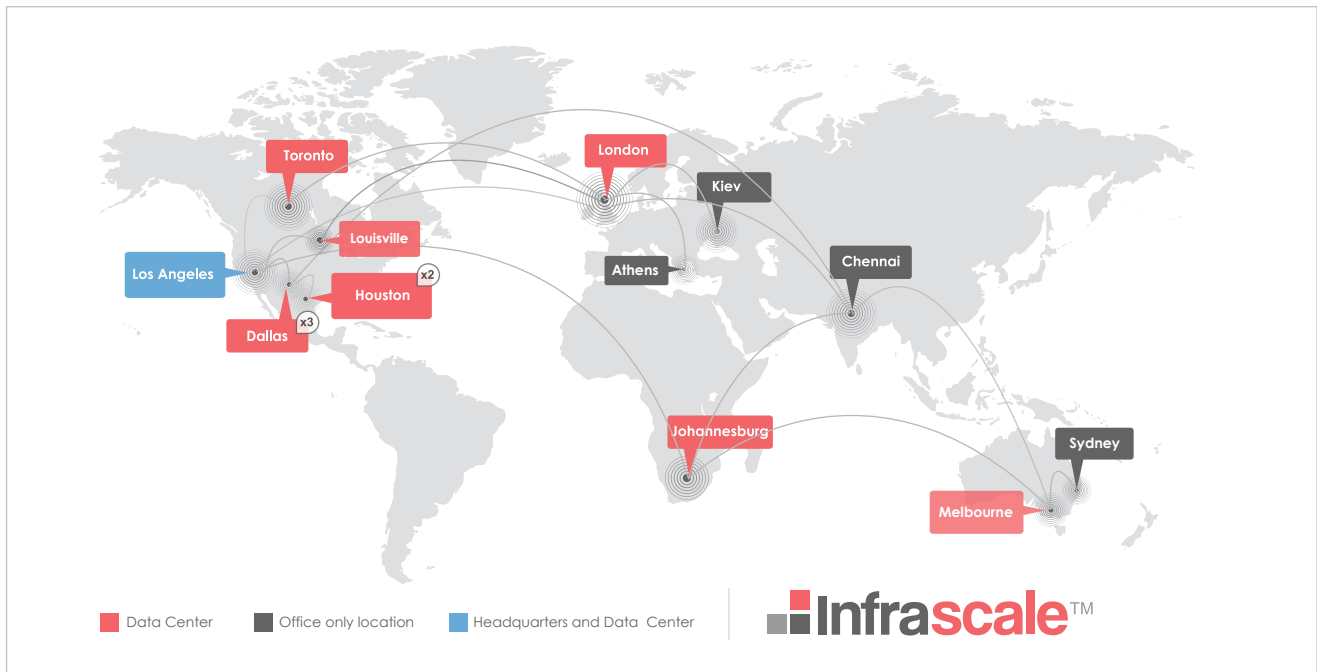 Toronto
London
Kiev
Louisville
Athens
Chennai
Los Angeles
x2
Houston
x3
Dallas
Johannesburg
Sydney
Melbourne
Data Center
Office only location
Headquarters and Data Center
Infrascale™